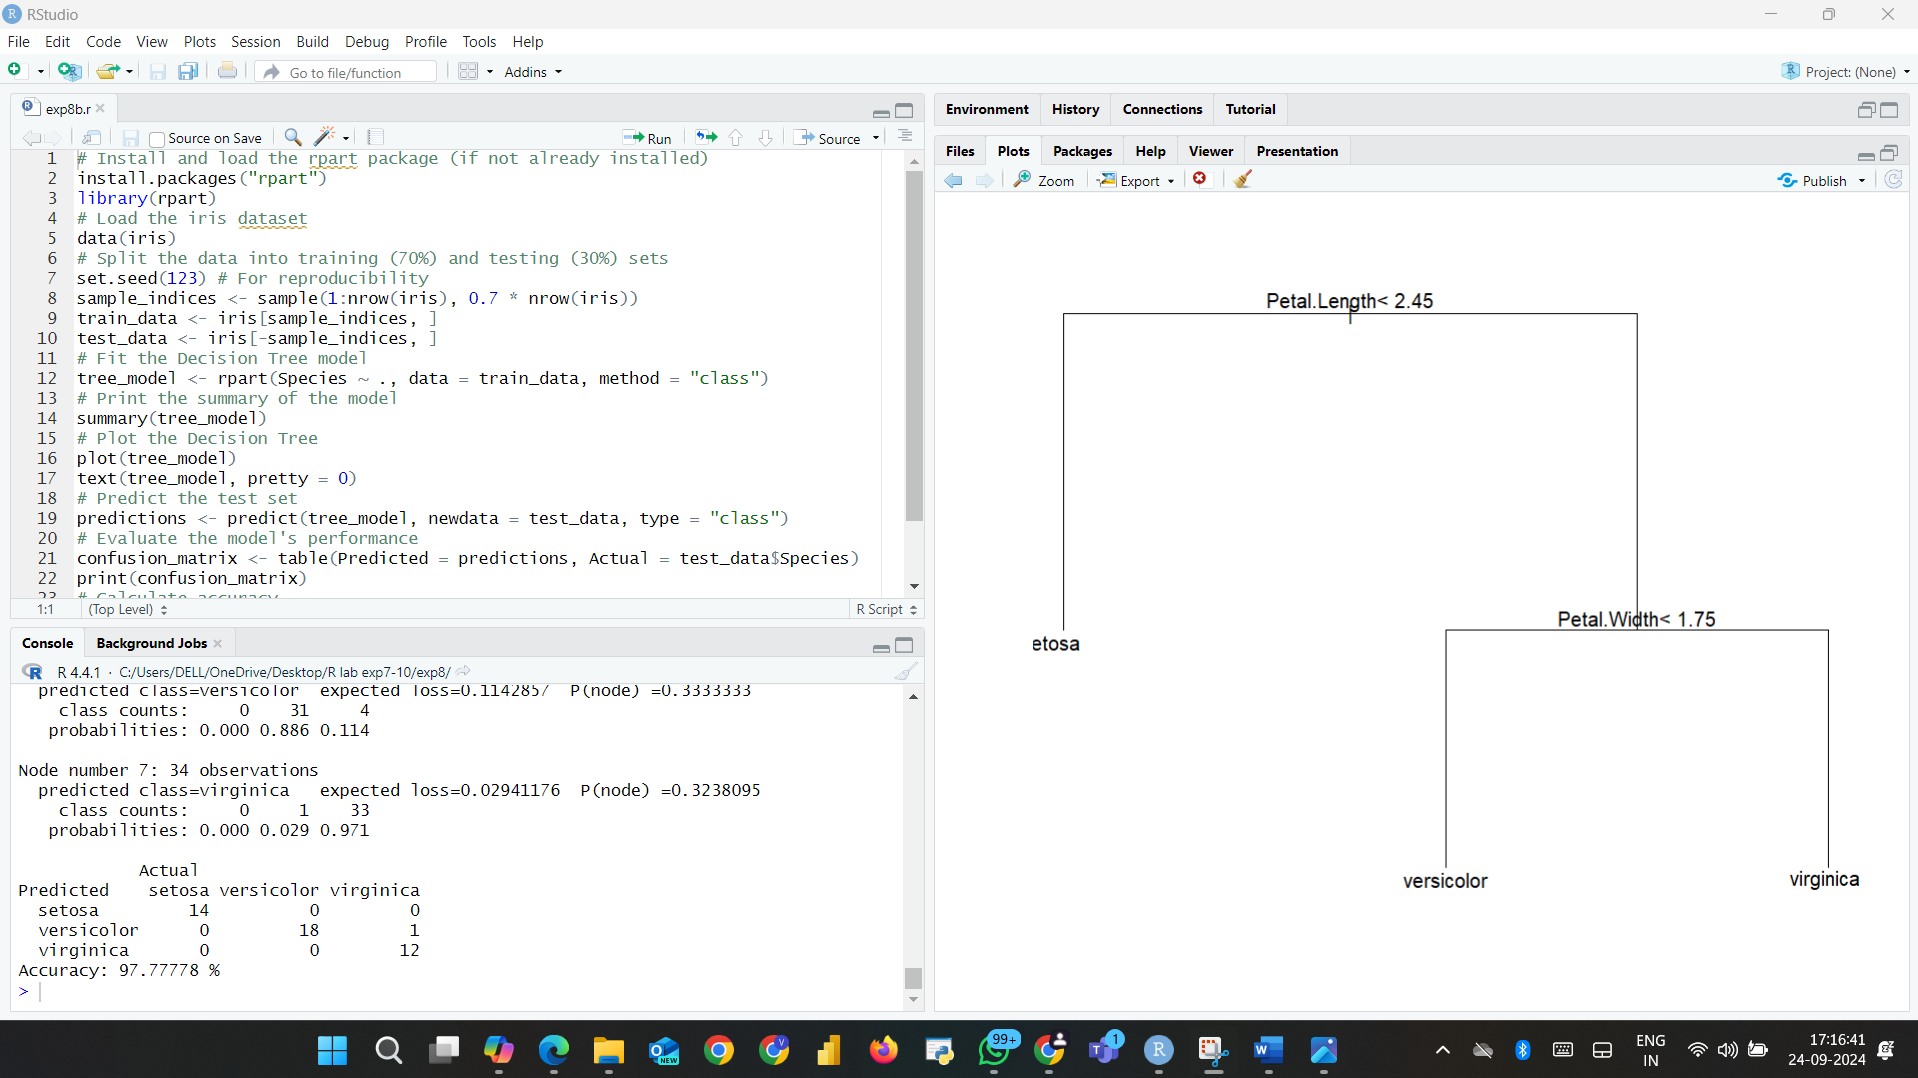 RStudio
File Edit Code View Plots Session Build Debug Profile Tools Help
Go to file/function Addins Project: (None)
exp8b.r
Source on Save Run Source
1 # Install and load the rpart package (if not already installed)
2 install.packages("rpart")
3 library(rpart)
4 # Load the iris dataset
5 data(iris)
6 # Split the data into training (70%) and testing (30%) sets
7 set.seed(123) # For reproducibility
8 sample_indices <- sample(1:nrow(iris), 0.7 * nrow(iris))
9 train_data <- iris[sample_indices, ]
10 test_data <- iris[-sample_indices, ]
11 # Fit the Decision Tree model
12 tree_model <- rpart(Species ~ ., data = train_data, method = "class")
13 # Print the summary of the model
14 summary(tree_model)
15 # Plot the Decision Tree
16 plot(tree_model)
17 text(tree_model, pretty = 0)
18 # Predict the test set
19 predictions <- predict(tree_model, newdata = test_data, type = "class")
20 # Evaluate the model's performance
21 confusion_matrix <- table(Predicted = predictions, Actual = test_data$Species)
22 print(confusion_matrix)
23 # Calculate accuracy
1:1 (Top Level) R Script
Console Background Jobs
R 4.4.1 · C:/Users/DELL/OneDrive/Desktop/R lab exp7-10/exp8/
predicted class=versicolor expected loss=0.1142857 P(node) =0.3333333
class counts: 0 31 4
probabilities: 0.000 0.886 0.114
Node number 7: 34 observations
predicted class=virginica expected loss=0.02941176 P(node) =0.3238095
class counts: 0 1 33
probabilities: 0.000 0.029 0.971
Actual
Predicted setosa versicolor virginica
setosa 14 0 0
versicolor 0 18 1
virginica 0 0 12
Accuracy: 97.77778 %
>
Environment History Connections Tutorial
Files Plots Packages Help Viewer Presentation
Zoom Export Publish
Petal.Length< 2.45
etosa
Petal.Width< 1.75
versicolor
virginica
NEW
99+
1
ENG
IN
17:16:41
24-09-2024